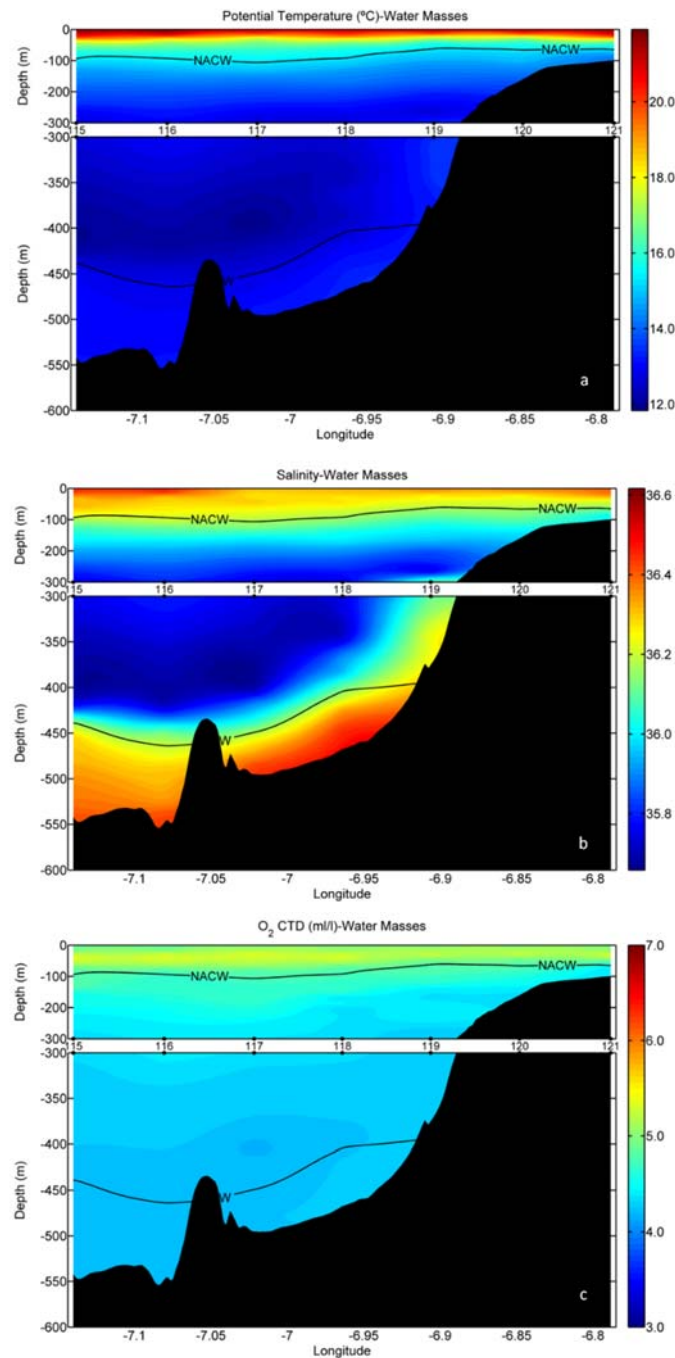 Potential Temperature (ºC)-Water Masses
0
-100
-200
-300
Depth (m)
NACW
NACW
115 116 117 118 119 120 121
-300
-350
-400
-450
-500
-550
-600
Depth (m)
W
-7.1 -7.05 -7 -6.95 -6.9 -6.85 -6.8
Longitude
a
20.0
18.0
16.0
14.0
12.0
Salinity-Water Masses
0
-100
-200
-300
Depth (m)
NACW
NACW
115 116 117 118 119 120 121
-300
-350
-400
-450
-500
-550
-600
Depth (m)
W
-7.1 -7.05 -7 -6.95 -6.9 -6.85 -6.8
Longitude
b
36.6
36.4
36.2
36.0
35.8
O2 CTD (ml/l)-Water Masses
0
-100
-200
-300
Depth (m)
NACW
NACW
115 116 117 118 119 120 121
-300
-350
-400
-450
-500
-550
-600
Depth (m)
W
-7.1 -7.05 -7 -6.95 -6.9 -6.85 -6.8
Longitude
c
7.0
6.0
5.0
4.0
3.0